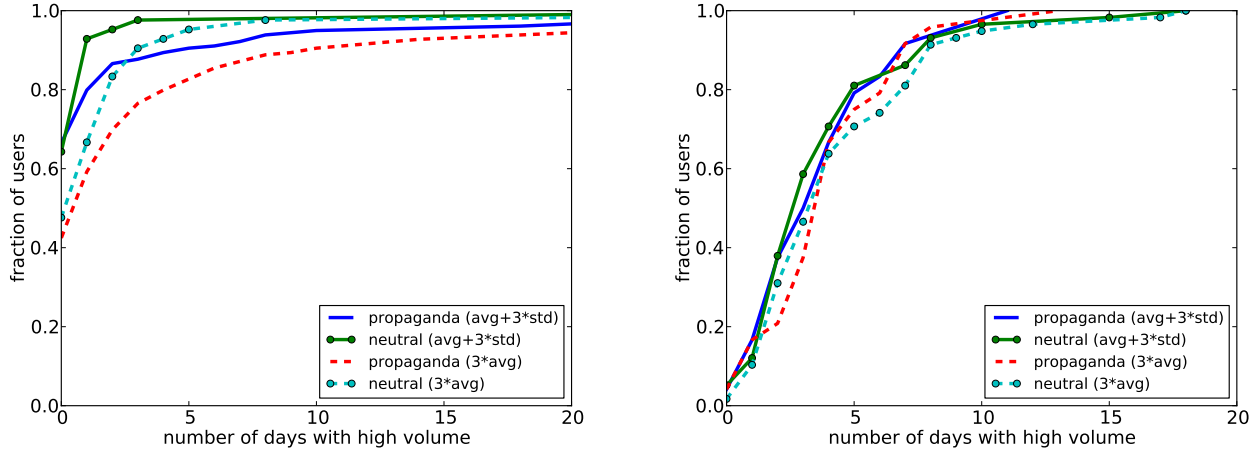 1.0
0.8
0.6
0.4
0.2
0.0
fraction of users
0 5 10 15 20
number of days with high volume
propaganda (avg+3*std)
neutral (avg+3*std)
propaganda (3*avg)
neutral (3*avg)
1.0
0.8
0.6
0.4
0.2
0.0
fraction of users
0 5 10 15 20
number of days with high volume
propaganda (avg+3*std)
neutral (avg+3*std)
propaganda (3*avg)
neutral (3*avg)